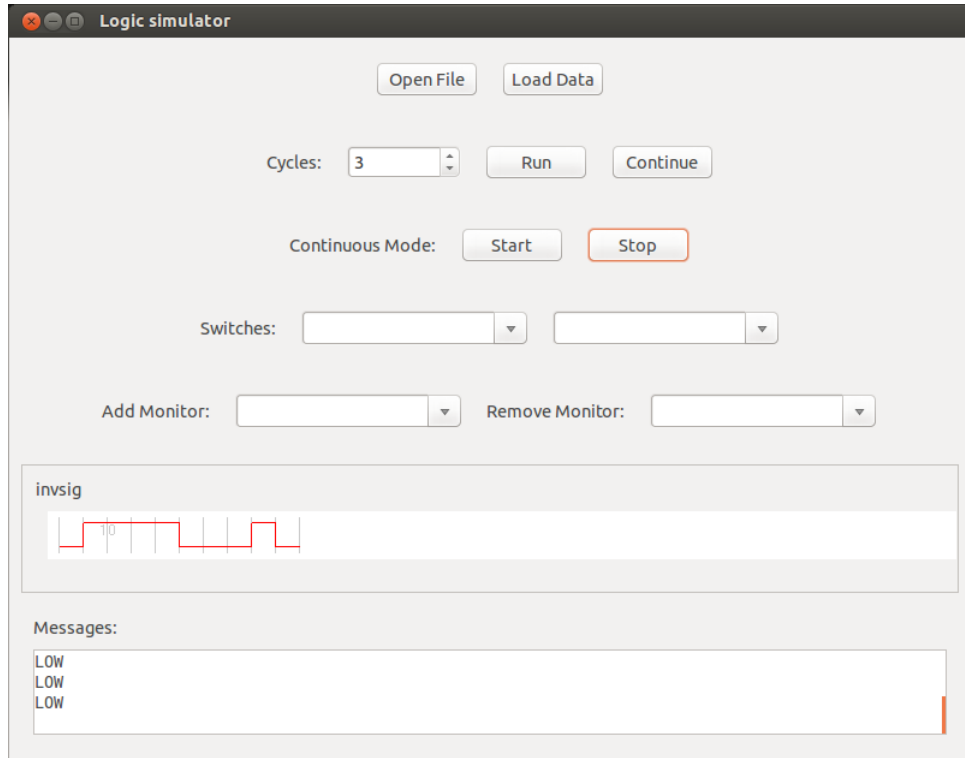 Logic simulator
Open File Load Data
Cycles: 3 Run Continue
Continuous Mode: Start Stop
Switches:
Add Monitor: Remove Monitor:
invsig
10
Messages:
LOW
LOW
LOW